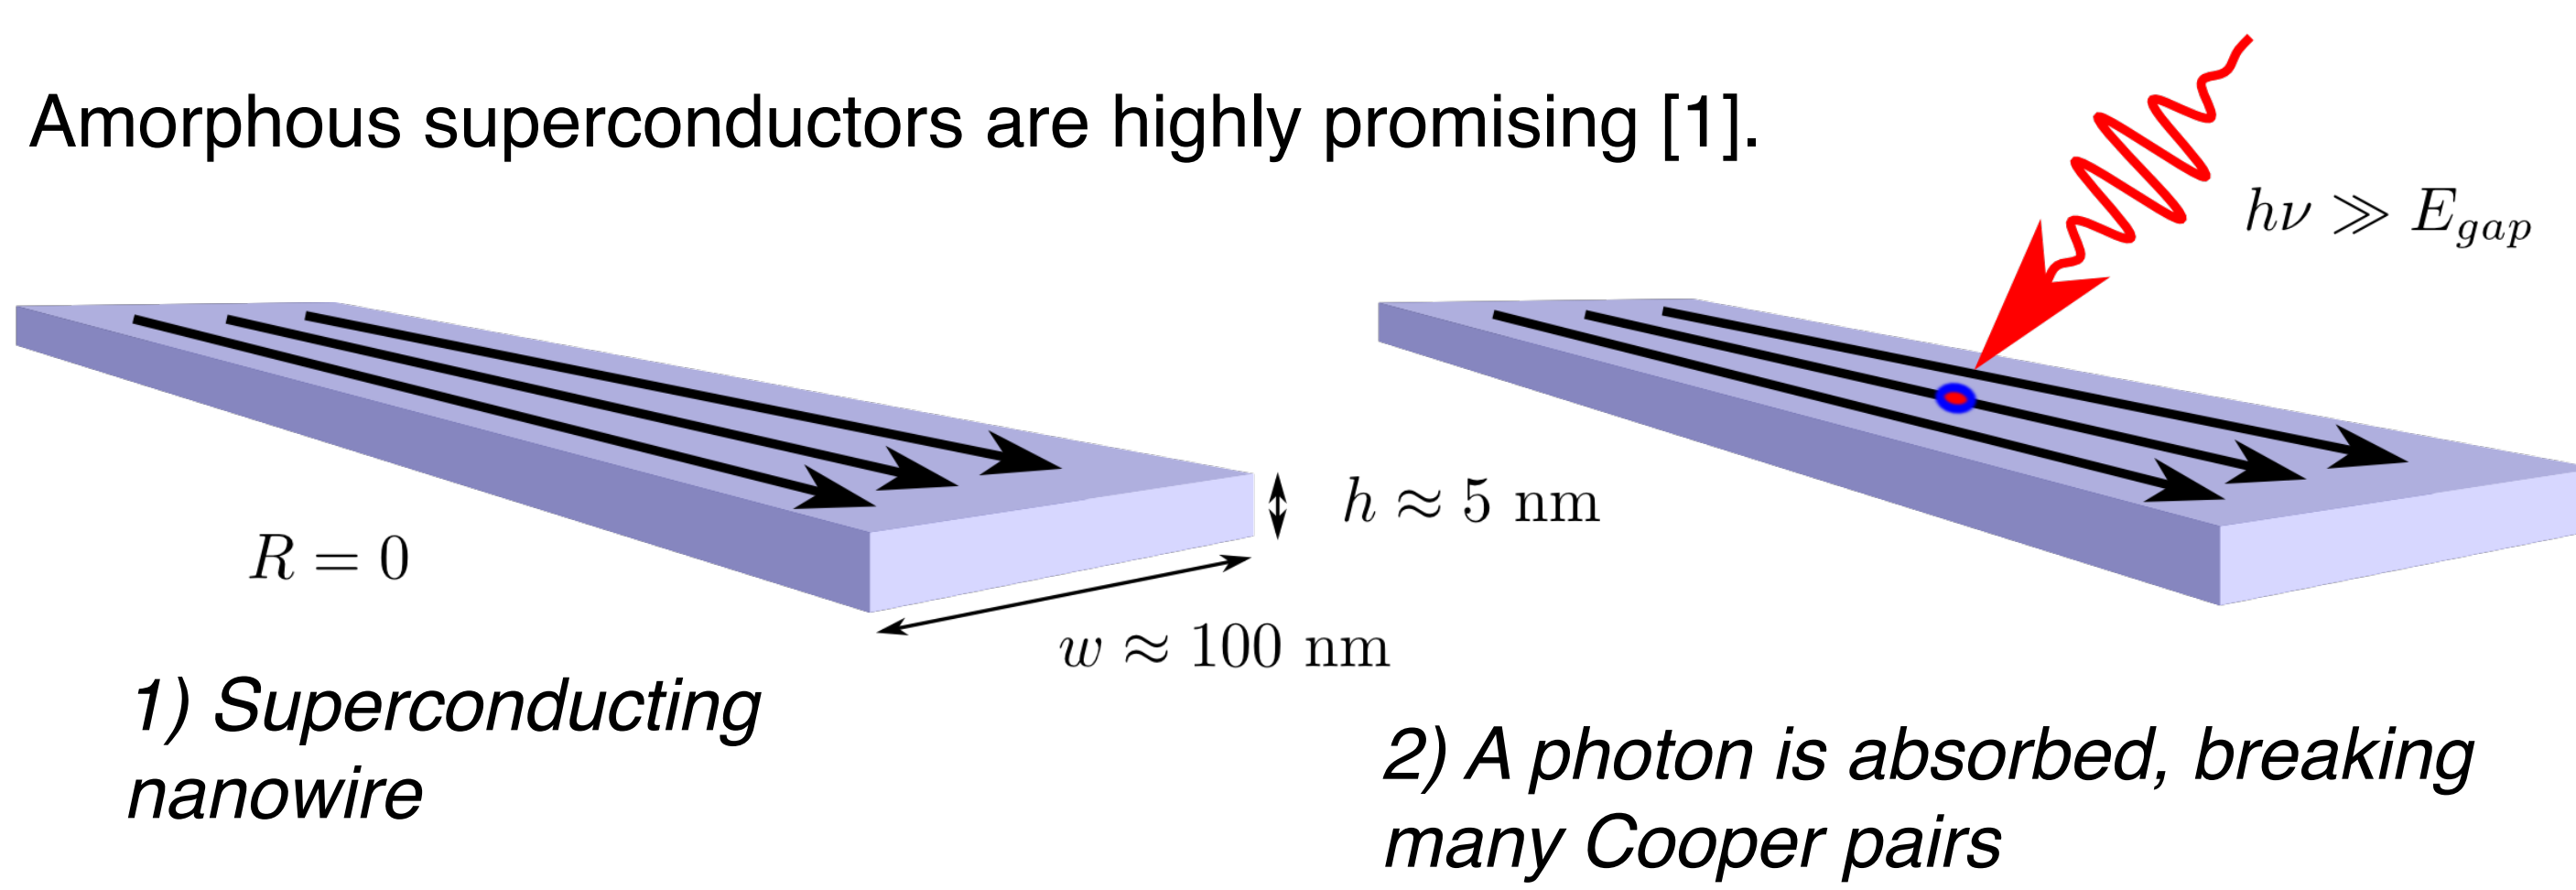 Amorphous superconductors are highly promising [1].
hν ≫ E_gap
h ≈ 5 nm
R = 0
w ≈ 100 nm
1) Superconducting
nanowire
2) A photon is absorbed, breaking
many Cooper pairs